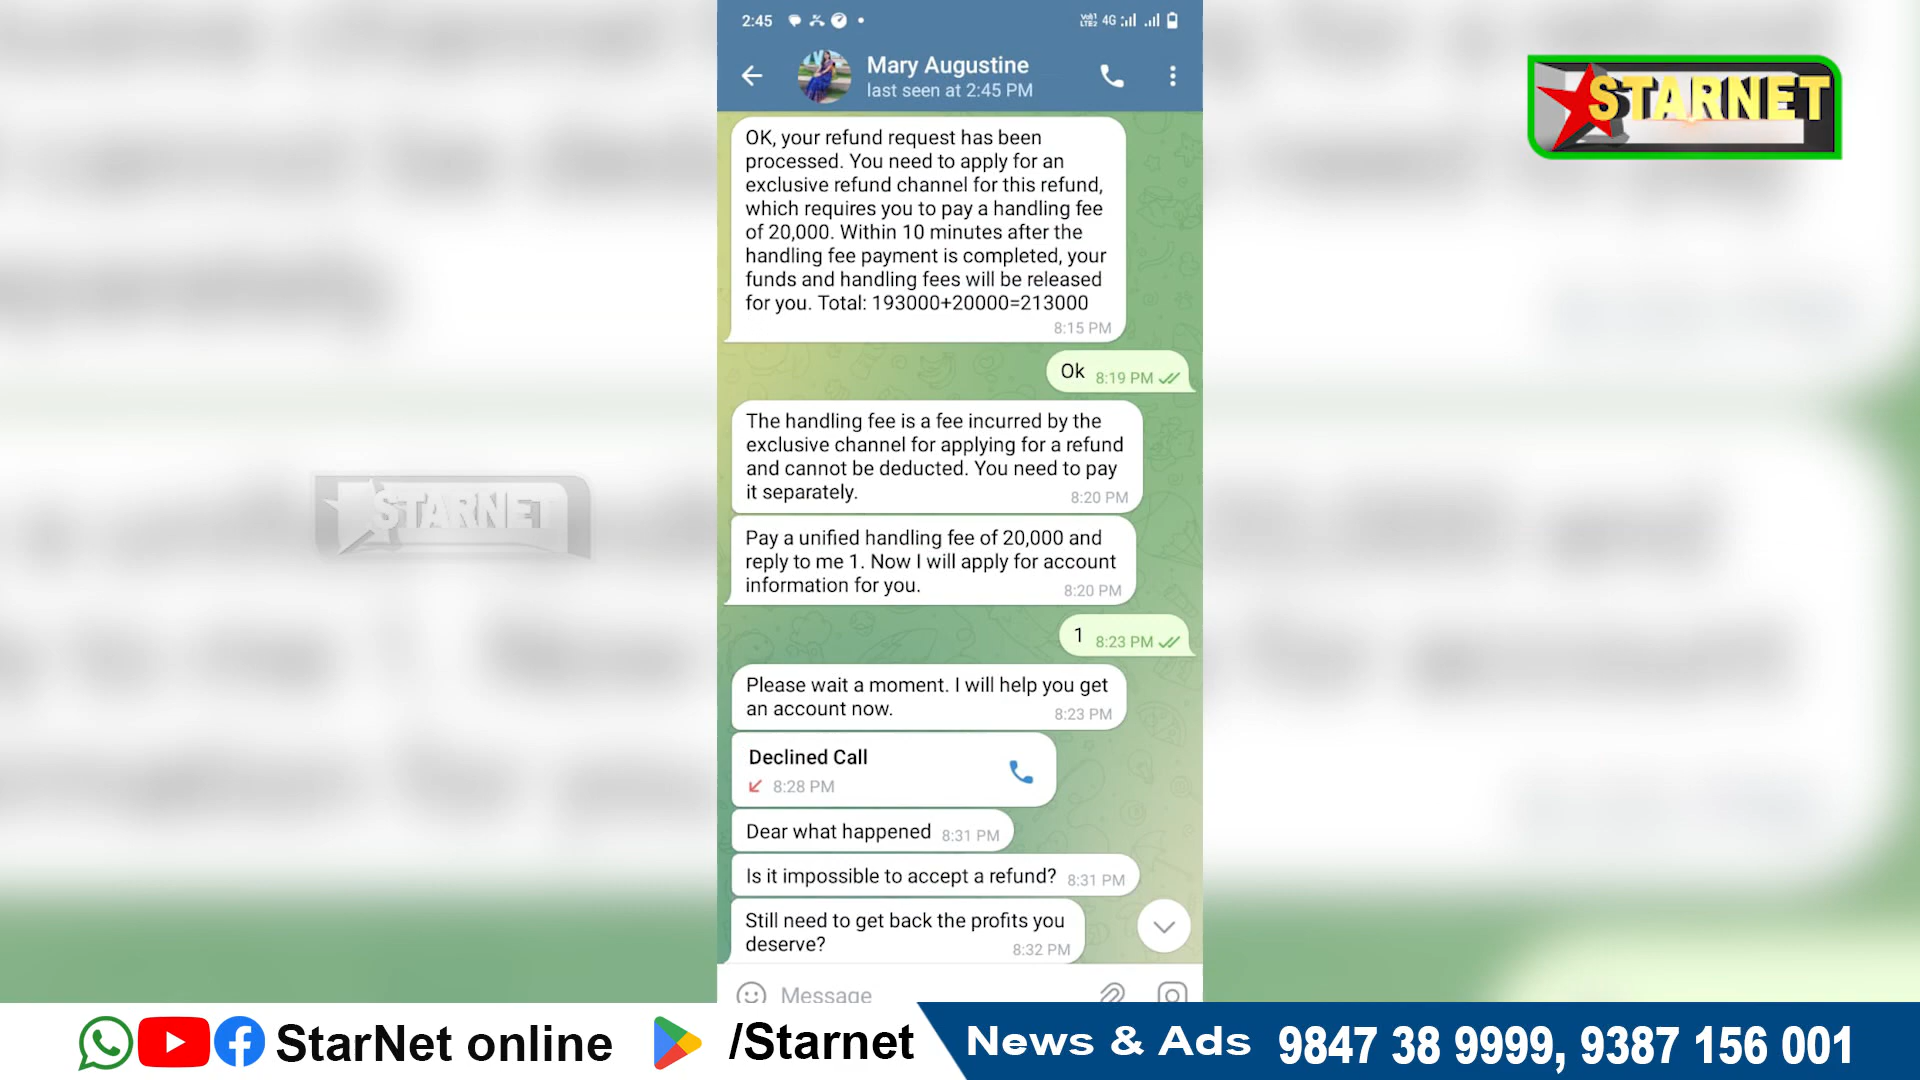 2:45
4G
Mary Augustine
last seen at 2:45 PM
STARNET
OK, your refund request has been
processed. You need to apply for an
exclusive refund channel for this refund,
which requires you to pay a handling fee
of 20,000. Within 10 minutes after the
handling fee payment is completed, your
funds and handling fees will be released
for you. Total: 193000+20000=213000
8:15 PM
Ok 8:19 PM
The handling fee is a fee incurred by the
exclusive channel for applying for a refund
and cannot be deducted. You need to pay
it separately.
8:20 PM
STARNET
Pay a unified handling fee of 20,000 and
reply to me 1. Now I will apply for account
information for you.
8:20 PM
1 8:23 PM
Please wait a moment. I will help you get
an account now.
8:23 PM
Declined Call
8:28 PM
Dear what happened 8:31 PM
Is it impossible to accept a refund? 8:31 PM
Still need to get back the profits you
deserve?
8:32 PM
Message
StarNet online /Starnet News & Ads 9847 38 9999, 9387 156 001